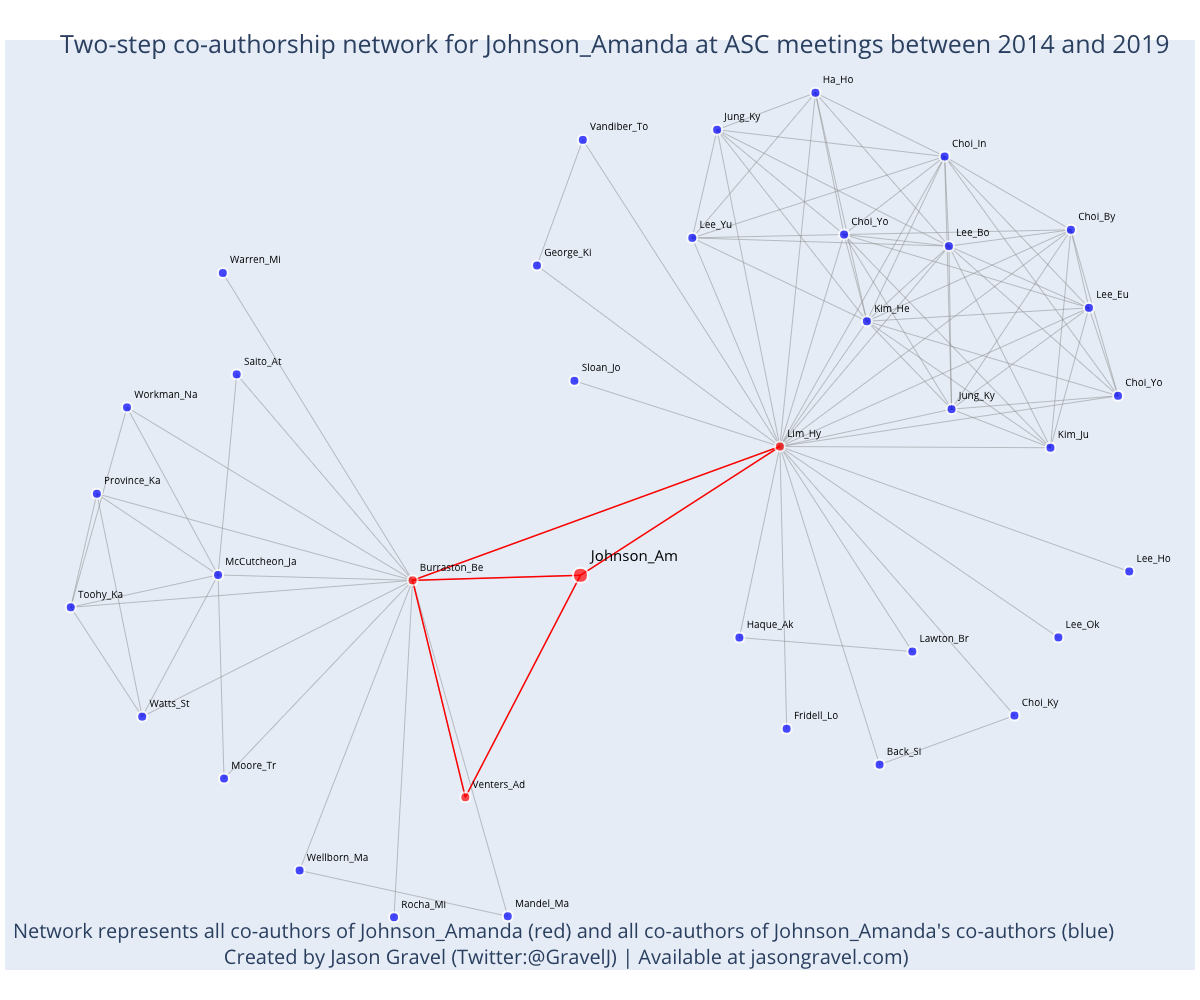 Two-step co-authorship network for Johnson_Amanda at ASC meetings between 2014 and 2019
Ha_Ho
Jung_Ky
Vandiber_To
Choi_In
Choi_By
Lee_Yu
Choi_Yo
Lee_Bo
George_Ki
Warren_Mi
Lee_Eu
Kim_He
Saito_At
Sloan_Jo
Choi_Yo
Workman_Na
Jung_Ky
Lim_Hy
Kim_Ju
Province_Ka
Johnson_Am
Lee_Ho
McCutcheon_Ja
Burraston_Be
Toohy_Ka
Haque_Ak
Lee_Ok
Lawton_Br
Watts_St
Choi_Ky
Fridell_Lo
Back_Si
Moore_Tr
Venters_Ad
Wellborn_Ma
Rocha_Mi
Mandel_Ma
Network represents all co-authors of Johnson_Amanda (red) and all co-authors of Johnson_Amanda's co-authors (blue)
Created by Jason Gravel (Twitter:@GravelJ) | Available at jasongravel.com)